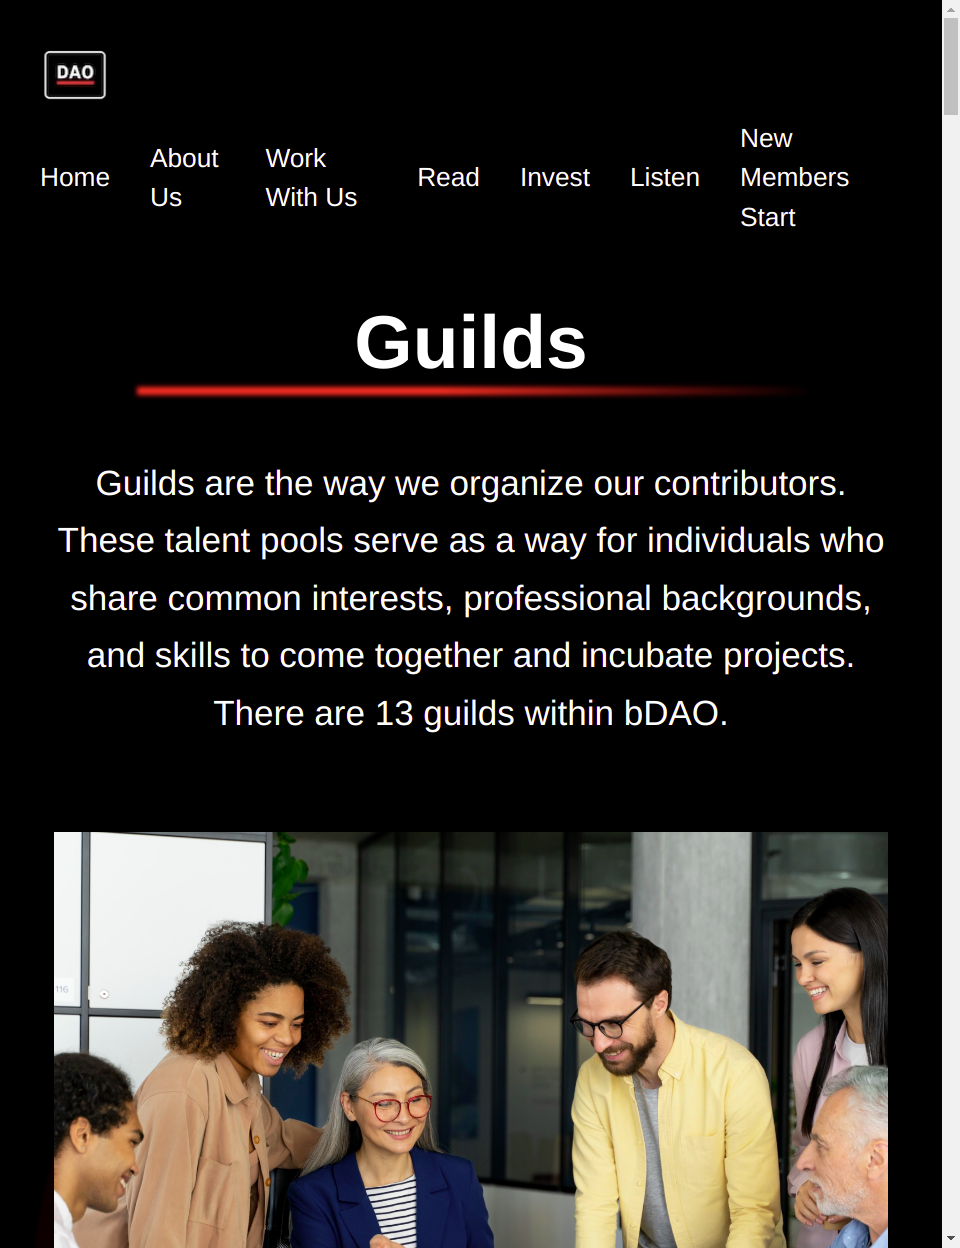 DAO
Home
About
Us
Work
With Us
Read
Invest
Listen
New
Members
Start
Guilds
Guilds are the way we organize our contributors.
These talent pools serve as a way for individuals who
share common interests, professional backgrounds,
and skills to come together and incubate projects.
There are 13 guilds within bDAO.
116